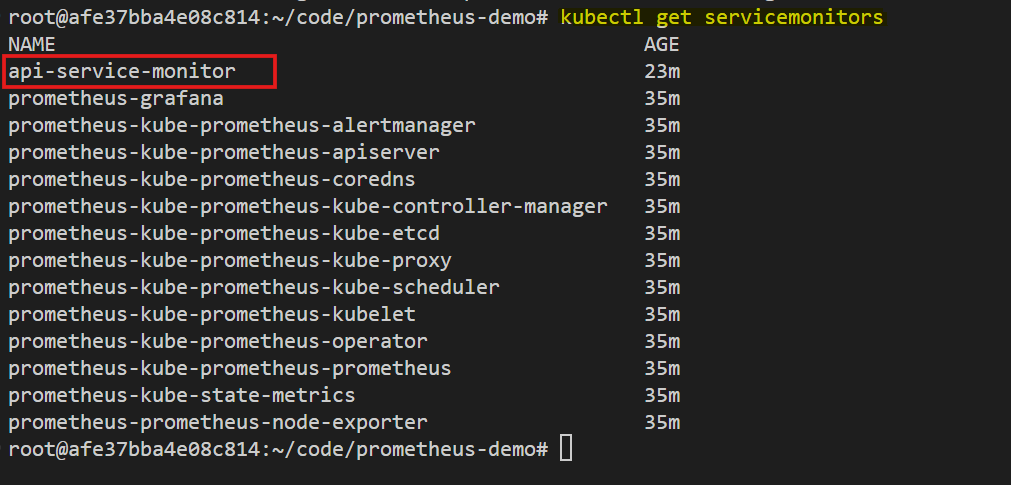 root@afe37bba4e08c814:~/code/prometheus-demo# kubectl get servicemonitors
NAME AGE
api-service-monitor 23m
prometheus-grafana 35m
prometheus-kube-prometheus-alertmanager 35m
prometheus-kube-prometheus-apiserver 35m
prometheus-kube-prometheus-coredns 35m
prometheus-kube-prometheus-kube-controller-manager 35m
prometheus-kube-prometheus-kube-etcd 35m
prometheus-kube-prometheus-kube-proxy 35m
prometheus-kube-prometheus-kube-scheduler 35m
prometheus-kube-prometheus-kubelet 35m
prometheus-kube-prometheus-operator 35m
prometheus-kube-prometheus-prometheus 35m
prometheus-kube-state-metrics 35m
prometheus-prometheus-node-exporter 35m
root@afe37bba4e08c814:~/code/prometheus-demo#